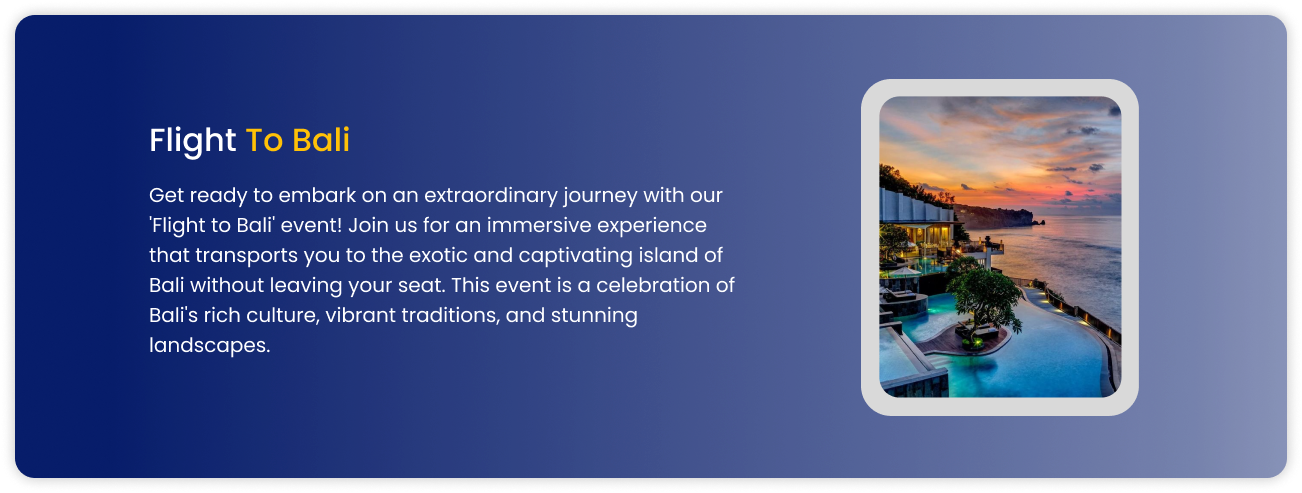 Flight To Bali
Get ready to embark on an extraordinary journey with our
'Flight to Bali' event! Join us for an immersive experience
that transports you to the exotic and captivating island of
Bali without leaving your seat. This event is a celebration of
Bali's rich culture, vibrant traditions, and stunning
landscapes.